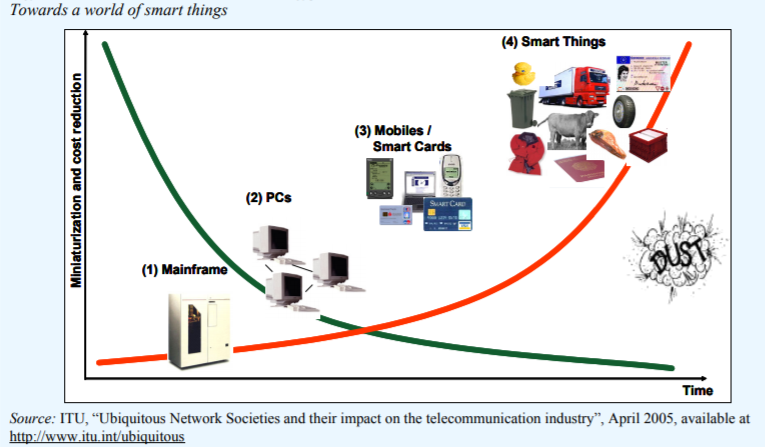 Towards a world of smart things
(4) Smart Things
(3) Mobiles /
Smart Cards
SMART CARD
(2) PCs
(1) Mainframe
DUST
Miniaturization and cost reduction
Time
Source: ITU, “Ubiquitous Network Societies and their impact on the telecommunication industry”, April 2005, available at
http://www.itu.int/ubiquitous